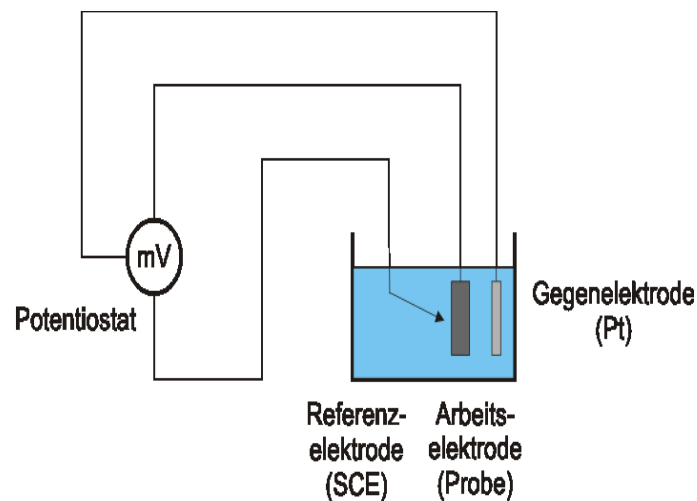 mV
Potentiostat
Gegenelektrode
(Pt)
Referenz-
elektrode
(SCE)
Arbeits-
elektrode
(Probe)